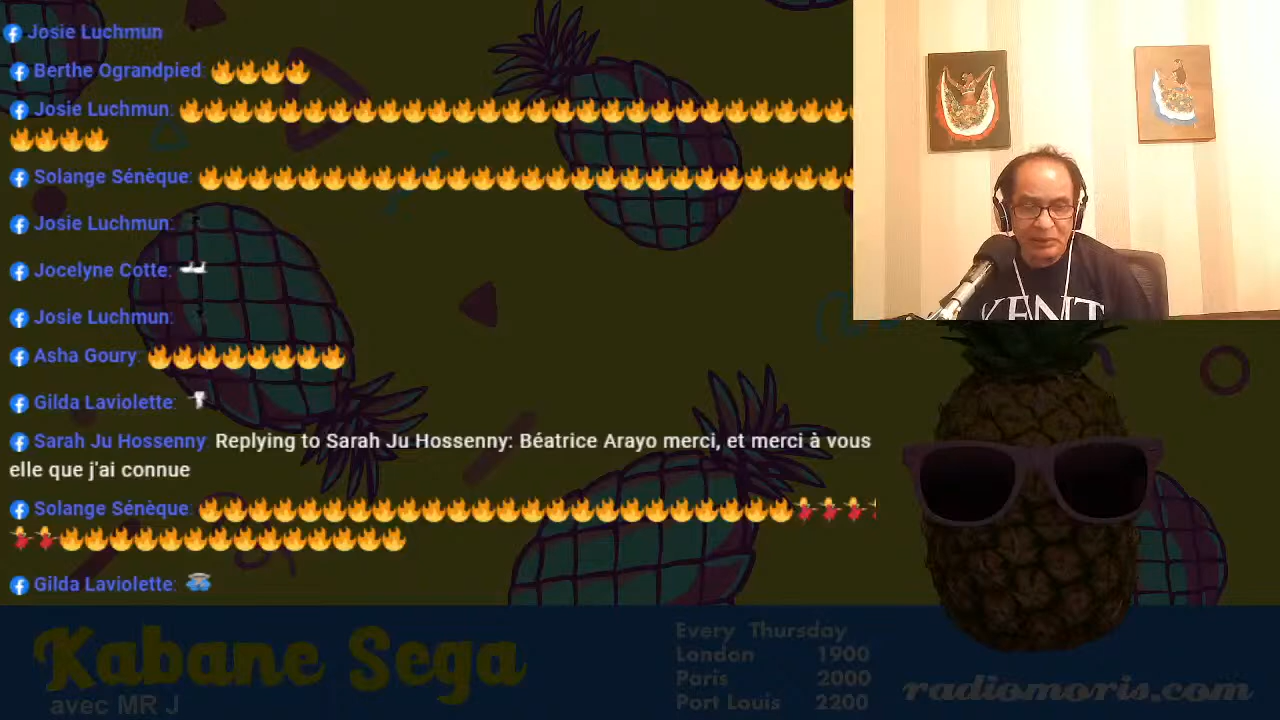 Josie Luchmun
Berthe Ograndpied: 🔥🔥🔥🔥
Josie Luchmun: 🔥🔥🔥🔥🔥🔥🔥🔥🔥🔥🔥🔥🔥🔥🔥🔥🔥🔥🔥🔥🔥🔥🔥🔥🔥🔥🔥
🔥🔥🔥🔥
Solange Sénèque: 🔥🔥🔥🔥🔥🔥🔥🔥🔥🔥🔥🔥🔥🔥🔥🔥🔥🔥🔥🔥🔥🔥🔥🔥🔥🔥🔥
Josie Luchmun:
Jocelyne Cotte:
Josie Luchmun:
Asha Goury: 🔥🔥🔥🔥🔥🔥🔥🔥
Gilda Laviolette:
Sarah Ju Hossenny Replying to Sarah Ju Hossenny: Béatrice Arayo merci, et merci à vous
elle que j'ai connue
Solange Sénèque: 🔥🔥🔥🔥🔥🔥🔥🔥🔥🔥🔥🔥🔥🔥🔥🔥🔥🔥🔥🔥🔥🔥🔥🔥💃💃💃
💃💃🔥🔥🔥🔥🔥🔥🔥🔥🔥🔥🔥🔥🔥🔥
Gilda Laviolette:
KENT
Kabane Sega
avec MR J
Every Thursday
London 1900
Paris 2000
Port Louis 2200
radiomoris.com